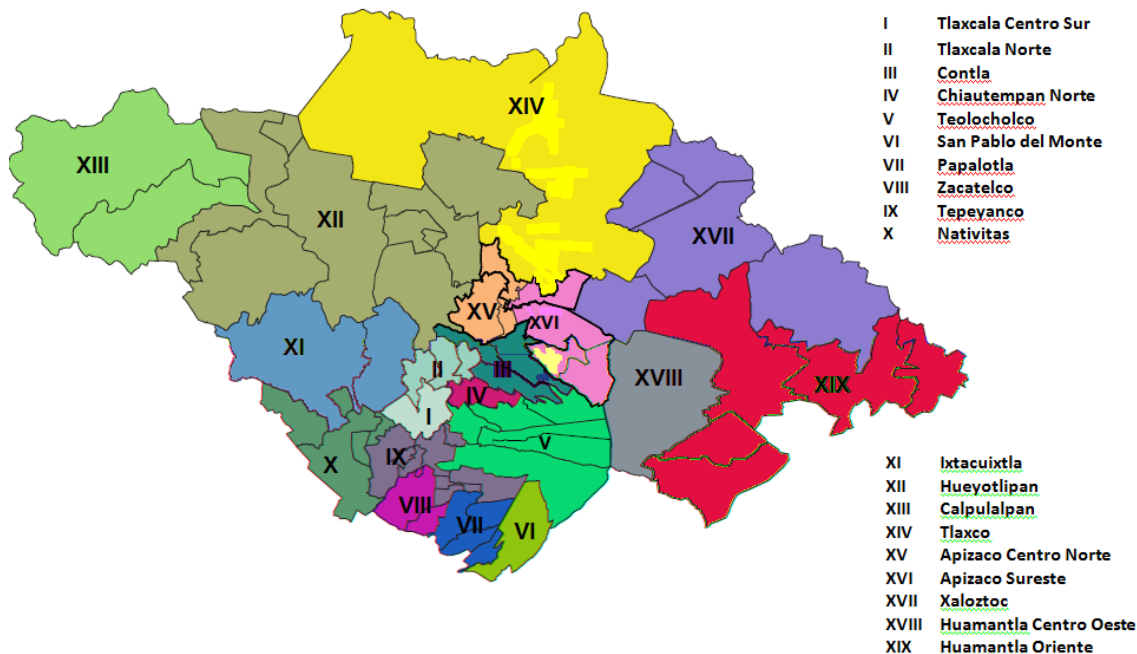 I Tlaxcala Centro Sur
II Tlaxcala Norte
III Contla
IV Chiautempan Norte
V Teolocholco
VI San Pablo del Monte
VII Papalotla
VIII Zacatelco
IX Tepeyanco
X Nativitas
XIV
XIII
XII
XVII
XV
XVI
XI
II
III
XVIII
XIX
IV
I
V
IX
X
VIII
VII
VI
XI Ixtacuixtla
XII Hueyotlipan
XIII Calpulalpan
XIV Tlaxco
XV Apizaco Centro Norte
XVI Apizaco Sureste
XVII Xaloztoc
XVIII Huamantla Centro Oeste
XIX Huamantla Oriente